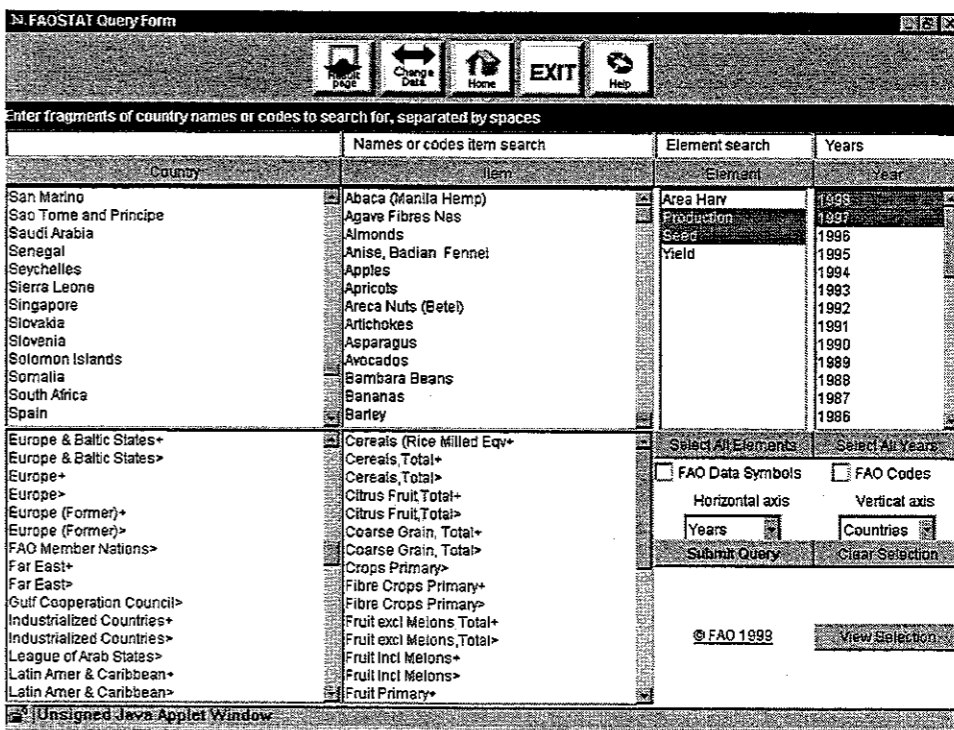 FAOSTAT Query Form
Result page
Change Data
Home
EXIT
Help
Enter fragments of country names or codes to search for, separated by spaces
Names or codes item search
Element search
Years
Country
Item
Element
Year
San Marino
Sao Tome and Principe
Saudi Arabia
Senegal
Seychelles
Sierra Leone
Singapore
Slovakia
Slovenia
Solomon Islands
Somalia
South Africa
Spain
Abaca (Manila Hemp)
Agave Fibres Nes
Almonds
Anise, Badian Fennel
Apples
Apricots
Areca Nuts (Betel)
Artichokes
Asparagus
Avocados
Bambara Beans
Bananas
Barley
Area Harv
Production
Seed
Yield
1998
1997
1996
1995
1994
1993
1992
1991
1990
1989
1988
1987
1986
Europe & Baltic States+
Europe & Baltic States>
Europe+
Europe>
Europe (Former)+
Europe (Former)>
FAO Member Nations>
Far East+
Far East>
Gulf Cooperation Council>
Industrialized Countries+
Industrialized Countries>
League of Arab States>
Latin Amer & Caribbean+
Latin Amer & Caribbean>
Cereals (Rice Milled Eqv+
Cereals,Total+
Cereals,Total>
Citrus Fruit,Total+
Citrus Fruit,Total>
Coarse Grain, Total+
Coarse Grain, Total>
Crops Primary>
Fibre Crops Primary+
Fibre Crops Primary>
Fruit excl Melons,Total+
Fruit excl Melons,Total>
Fruit Incl Melons+
Fruit Incl Melons>
Fruit Primary+
Select All Elements
Select All Years
FAO Data Symbols
FAO Codes
Horizontal axis
Vertical axis
Years
Countries
Submit Query
Clear Selection
© FAO 1998
View Selection
Unsigned Java Applet Window